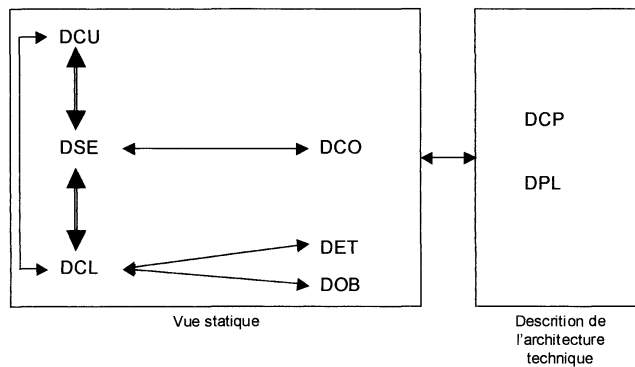 DCU
DSE
DCO
DCL
DET
DOB
Vue statique
DCP
DPL
Descrition de
l'architecture
technique